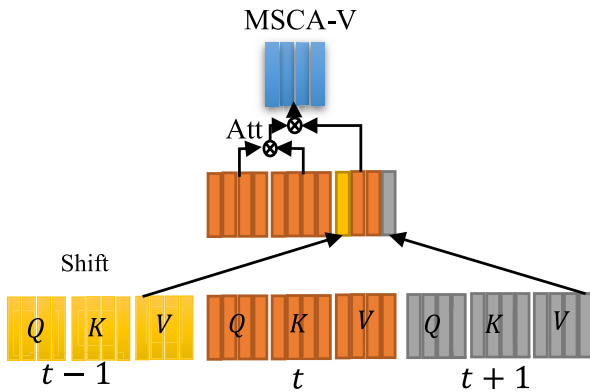 MSCA-V
Att
Shift
Q K V Q K V Q K V
t − 1 t t + 1